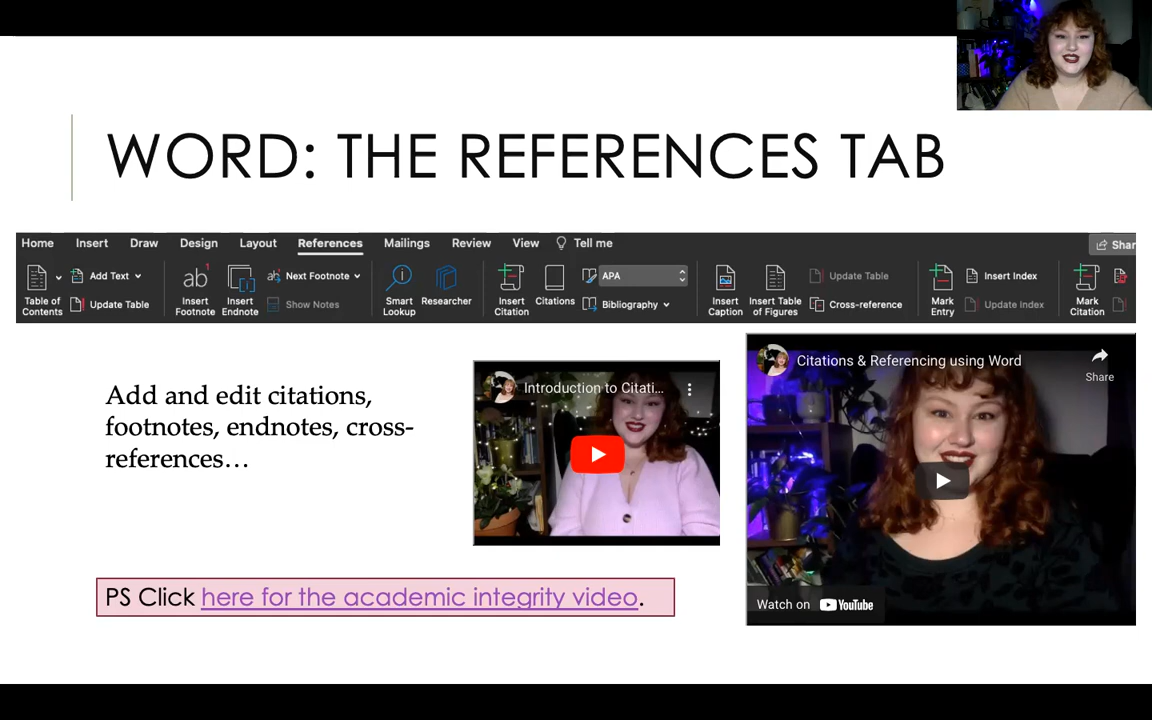 WORD: THE REFERENCES TAB
Home Insert Draw Design Layout References Mailings Review View Tell me Shar
Table of Contents
Add Text
Update Table
Insert Footnote
Insert Endnote
Next Footnote
Show Notes
Smart Lookup
Researcher
Insert Citation
Citations
APA
Bibliography
Insert Caption
Insert Table of Figures
Update Table
Cross-reference
Mark Entry
Insert Index
Update Index
Mark Citation
Add and edit citations,
footnotes, endnotes, cross-
references…
Introduction to Citati...
Citations & Referencing using Word
Share
Watch on YouTube
PS Click here for the academic integrity video.